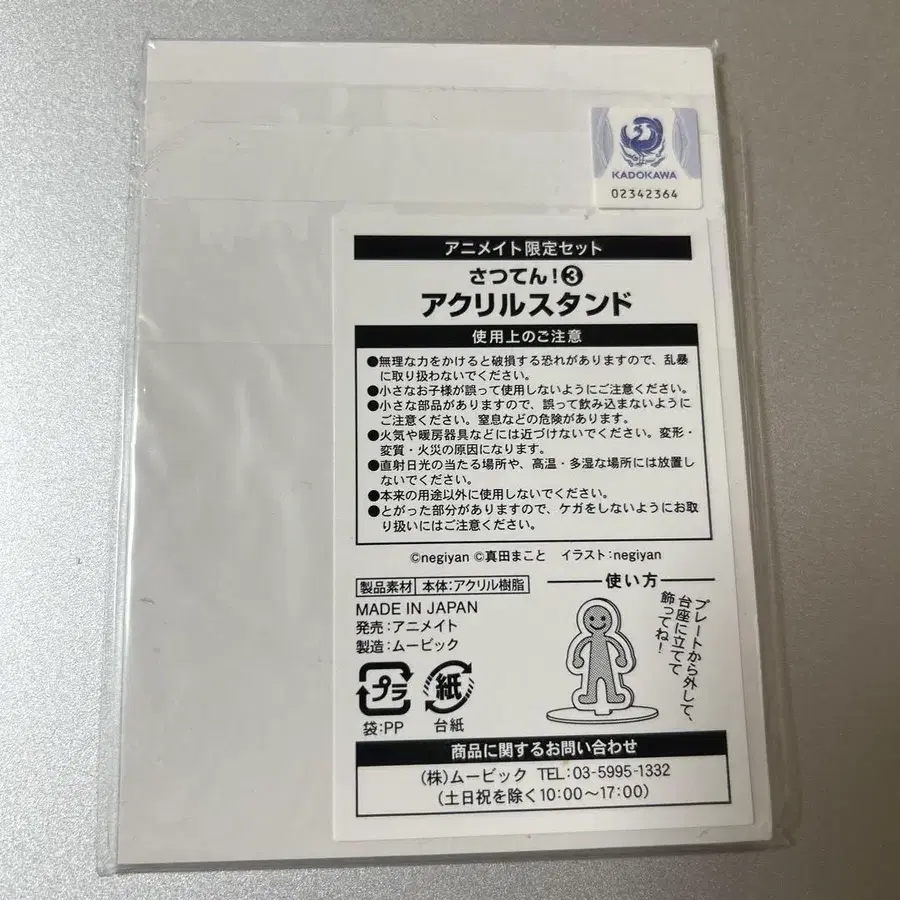 KADOKAWA
02342364
アニメイト限定セット
さつてん!❸
アクリルスタンド
使用上のご注意
●無理な力をかけると破損する恐れがありますので、乱暴
に取り扱わないでください。
●小さなお子様が誤って使用しないようにご注意ください。
●小さな部品がありますので、誤って飲み込まないように
ご注意ください。窒息などの危険があります。
●火気や暖房器具などには近づけないでください。変形・
変質・火災の原因になります。
●直射日光の当たる場所や、高温・多湿な場所には放置し
ないでください。
●本来の用途以外に使用しないでください。
●とがった部分がありますので、ケガをしないようにお取
り扱いにはご注意ください。
©negiyan ©真田まこと イラスト:negiyan
製品素材 本体:アクリル樹脂
MADE IN JAPAN
発売:アニメイト
製造:ムービック
プラ
袋:PP
紙
台紙
使い方
プレートから外して、
台座に立てて
飾ってね!
商品に関するお問い合わせ
(株)ムービック TEL:03-5995-1332
(土日祝を除く10:00〜17:00)